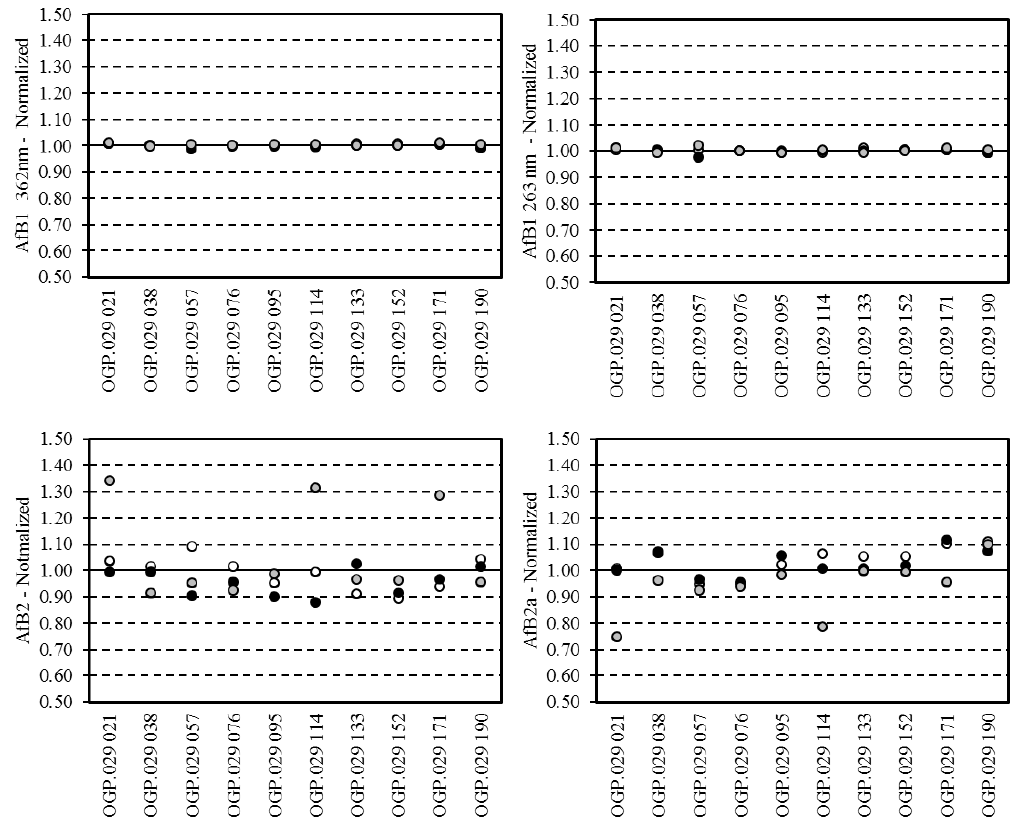 AfB1 362nm - Normalized
1.50
1.40
1.30
1.20
1.10
1.00
0.90
0.80
0.70
0.60
0.50
OGP.029 021
OGP.029 038
OGP.029 057
OGP.029 076
OGP.029 095
OGP.029 114
OGP.029 133
OGP.029 152
OGP.029 171
OGP.029 190
AfB1 263 nm - Normalized
1.50
1.40
1.30
1.20
1.10
1.00
0.90
0.80
0.70
0.60
0.50
OGP.029 021
OGP.029 038
OGP.029 057
OGP.029 076
OGP.029 095
OGP.029 114
OGP.029 133
OGP.029 152
OGP.029 171
OGP.029 190
AfB2 - Notmalized
1.50
1.40
1.30
1.20
1.10
1.00
0.90
0.80
0.70
0.60
0.50
OGP.029 021
OGP.029 038
OGP.029 057
OGP.029 076
OGP.029 095
OGP.029 114
OGP.029 133
OGP.029 152
OGP.029 171
OGP.029 190
AfB2a - Normalized
1.50
1.40
1.30
1.20
1.10
1.00
0.90
0.80
0.70
0.60
0.50
OGP.029 021
OGP.029 038
OGP.029 057
OGP.029 076
OGP.029 095
OGP.029 114
OGP.029 133
OGP.029 152
OGP.029 171
OGP.029 190